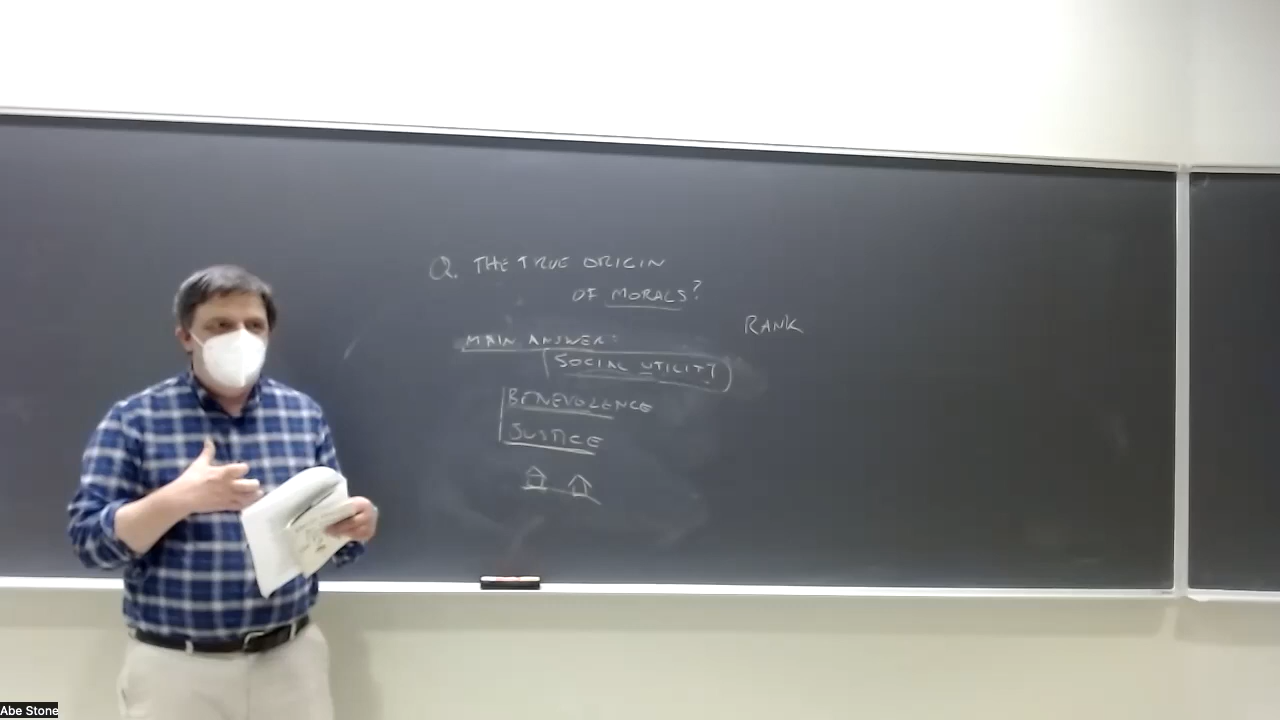 Q. THE TRUE ORIGIN
OF MORALS?
RANK
MAIN ANSWER:
SOCIAL UTILITY
BENEVOLENCE
JUSTICE
Abe Stone